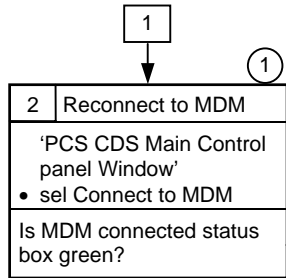 1
1
2 Reconnect to MDM
'PCS CDS Main Control
panel Window'
• sel Connect to MDM
Is MDM connected status
box green?